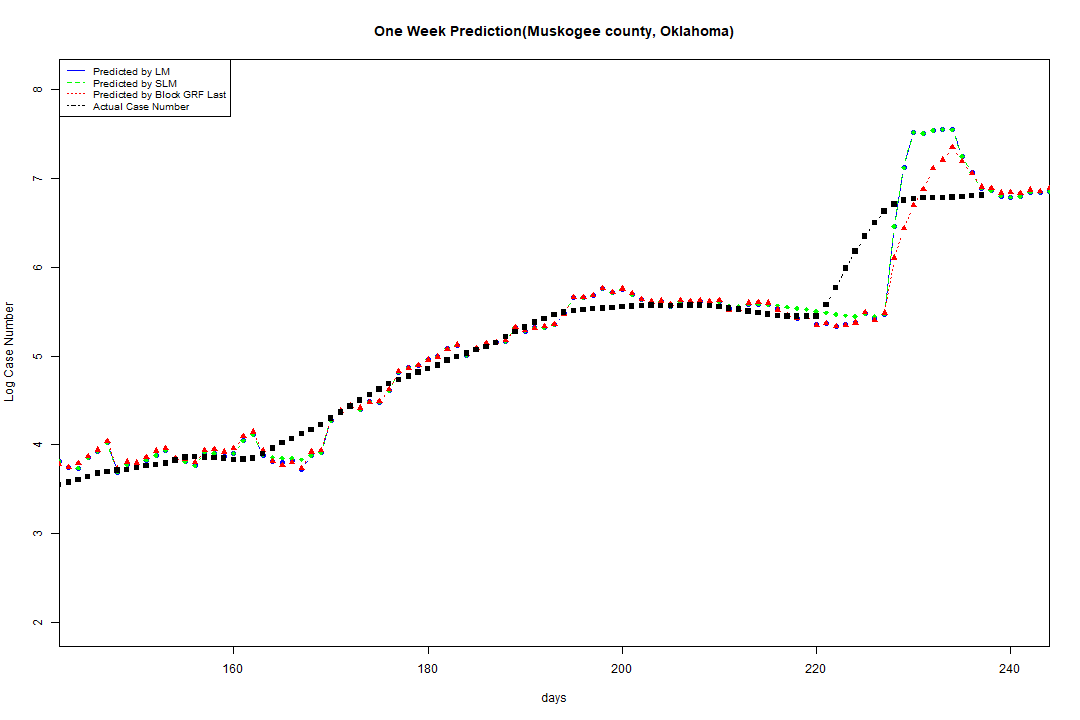 One Week Prediction(Muskogee county, Oklahoma)
Predicted by LM
Predicted by SLM
Predicted by Block GRF Last
Actual Case Number
8
7
6
5
4
3
2
Log Case Number
160 180 200 220 240
days